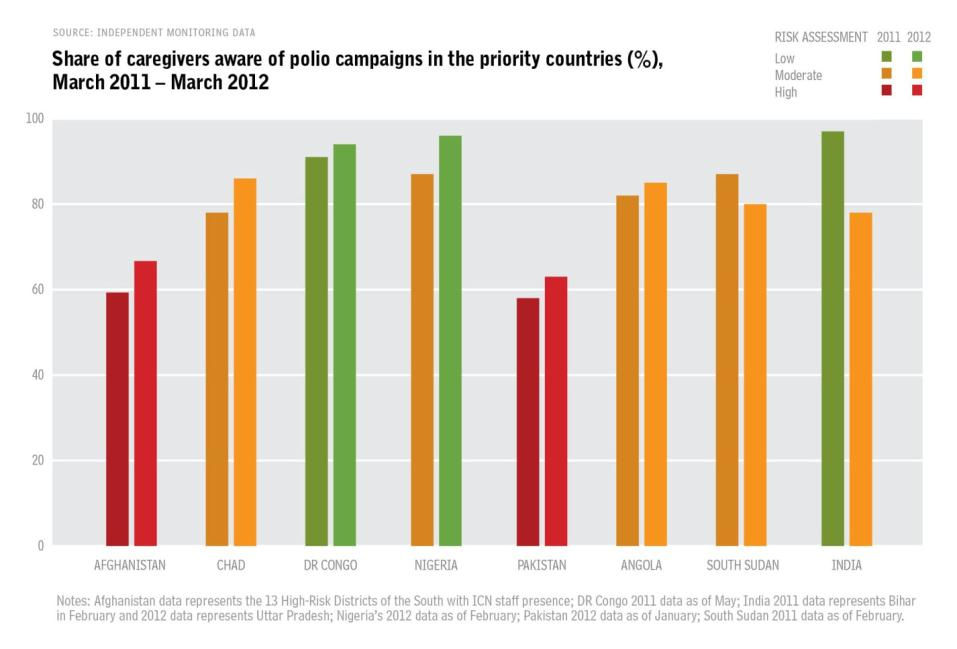 SOURCE: INDEPENDENT MONITORING DATA
Share of caregivers aware of polio campaigns in the priority countries (%),
March 2011 – March 2012
RISK ASSESSMENT 2011 2012
Low
Moderate
High
100
80
60
40
20
0
AFGHANISTAN CHAD DR CONGO NIGERIA PAKISTAN ANGOLA SOUTH SUDAN INDIA
Notes: Afghanistan data represents the 13 High-Risk Districts of the South with ICN staff presence; DR Congo 2011 data as of May; India 2011 data represents Bihar
in February and 2012 data represents Uttar Pradesh; Nigeria's 2012 data as of February; Pakistan 2012 data as of January; South Sudan 2011 data as of February.